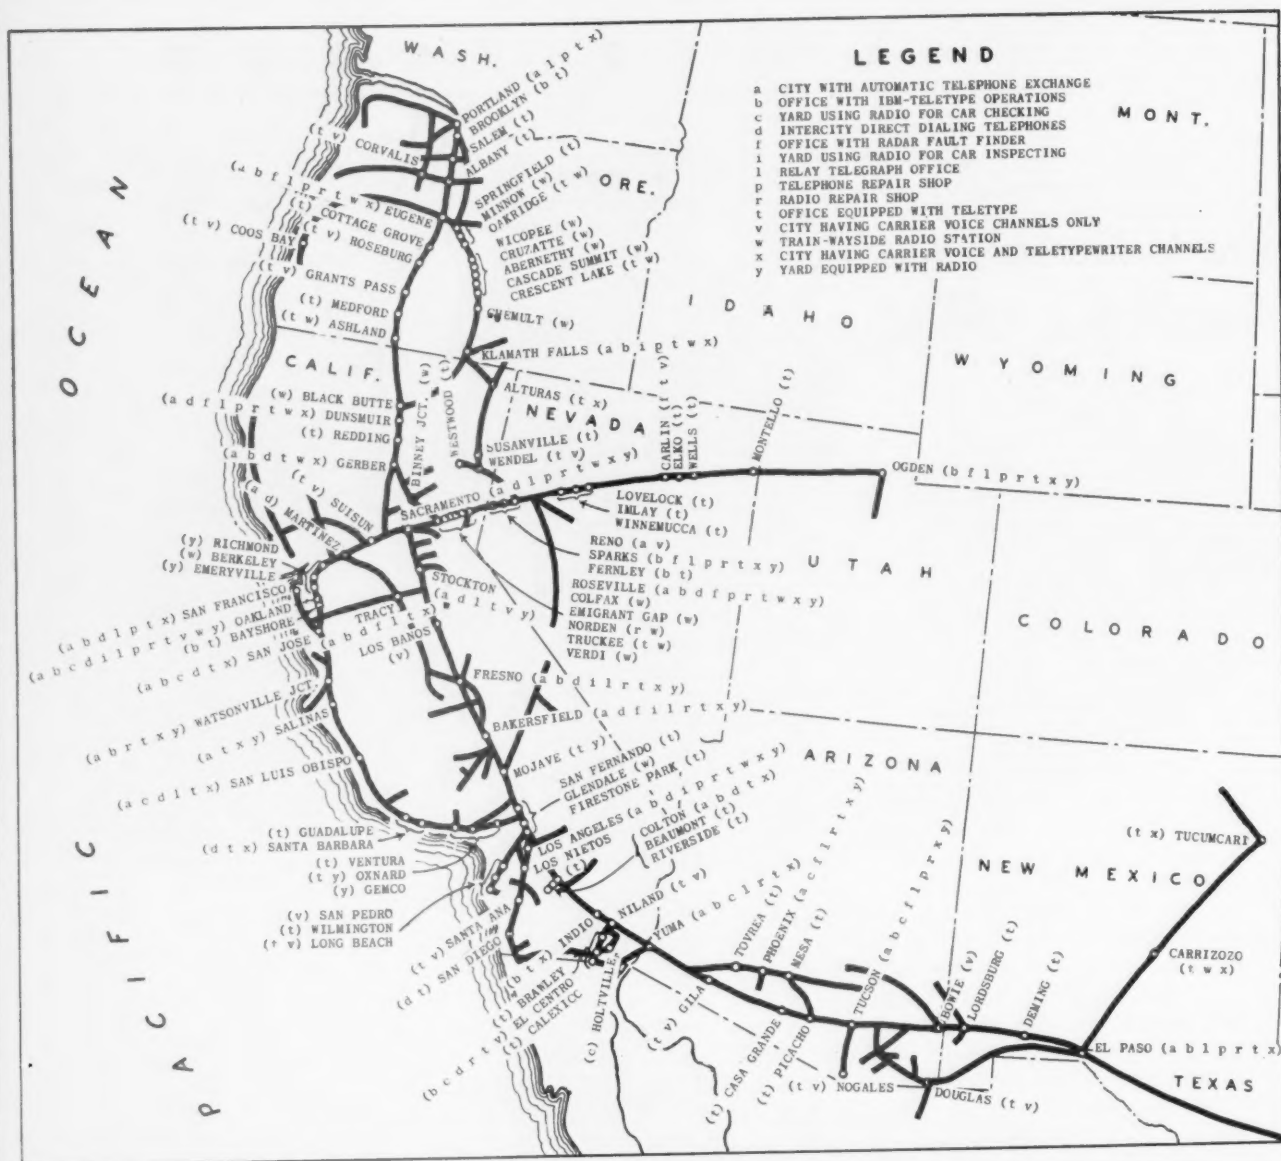 WASH.
LEGEND
a CITY WITH AUTOMATIC TELEPHONE EXCHANGE
b OFFICE WITH IBM-TELETYPE OPERATIONS
c YARD USING RADIO FOR CAR CHECKING
d INTERCITY DIRECT DIALING TELEPHONES
f OFFICE WITH RADAR FAULT FINDER
i YARD USING RADIO FOR CAR INSPECTING
l RELAY TELEGRAPH OFFICE
p TELEPHONE REPAIR SHOP
r RADIO REPAIR SHOP
t OFFICE EQUIPPED WITH TELETYPE
v CITY HAVING CARRIER VOICE CHANNELS ONLY
w TRAIN-WAYSIDE RADIO STATION
x CITY HAVING CARRIER VOICE AND TELETYPEWRITER CHANNELS
y YARD EQUIPPED WITH RADIO
MONT.
PORTLAND (a l p t x)
BROOKLYN (b t)
SALEM (t)
ALBANY (t)
(t v) CORVALIS
ORE.
SPRINGFIELD (t)
MINNOW (w)
OAKRIDGE (t w)
(a b f l p r t w x) EUGENE
(t) COTTAGE GROVE
(t v) ROSEBURG
(t v) COOS BAY
WICOPEE (w)
CRUZATTE (w)
ABERNETHY (w)
CASCADE SUMMIT (w)
CRESCENT LAKE (t w)
(t v) GRANTS PASS
(t) MEDFORD
(t w) ASHLAND
CHEMULT (w)
IDAHO
WYOMING
KLAMATH FALLS (a b i p t w x)
CALIF.
ALTURAS (t x)
NEVADA
(w) BLACK BUTTE
(a d f l p r t w x) DUNSMUIR
(t) REDDING
(a b d t w x) GERBER
BINNEY JCT. (w)
WESTWOOD (t)
SUSANVILLE (t)
WENDEL (t v)
CARLIN (t v)
ELKO (t)
WELLS (t)
MONTELLO (t)
OGDEN (b f l p r t x y)
SACRAMENTO (a d l p r t w x y)
(t v) SUISUN
(a d) MARTINEZ
LOVELOCK (t)
IMLAY (t)
WINNEMUCCA (t)
UTAH
RENO (a v)
SPARKS (b f l p r t x y)
FERNLEY (b t)
ROSEVILLE (a b d f p r t w x y)
COLFAX (w)
EMIGRANT GAP (w)
NORDEN (r w)
TRUCKEE (t w)
VERDI (w)
COLORADO
(y) RICHMOND
(w) BERKELEY
(y) EMERYVILLE
(a b d l p t x) SAN FRANCISCO
(a b c d i l p r t v w y) OAKLAND
(b t) BAYSHORE
(a b c d t x) SAN JOSE
STOCKTON
(a d l t v y)
TRACY
(a b d f l t x)
LOS BANOS
(v)
(a b r t x y) WATSONVILLE JCT.
(a t x y) SALINAS
(a c d l t x) SAN LUIS OBISPO
FRESNO (a b d i l r t x y)
BAKERSFIELD (a d f i l r t x y)
MOJAVE (t y)
SAN FERNANDO (t)
GLENDALE (w)
FIRESTONE PARK (t)
LOS ANGELES (a b d i p r t w x y)
LOS NIETOS
(t)
COLTON (a b d t x)
BEAUMONT (t)
RIVERSIDE (t)
ARIZONA
(t) GUADALUPE
(d t x) SANTA BARBARA
(t) VENTURA
(t y) OXNARD
(y) GEMCO
(v) SAN PEDRO
(t) WILMINGTON
(t v) LONG BEACH
(t v) SANTA ANA
(d t) SAN DIEGO
(b t x) INDIO
(t) BRAWLEY
(b c d r t v) EL CENTRO
(t) CALEXICO
(c) HOLTVILLE
NILAND (t v)
YUMA (a b c l r t x)
(t v) GILA
TOVREA (t)
PHOENIX (a c f l r t x y)
MESA (t)
(t) CASA GRANDE
(t) PICACHO
TUCSON (a b c f l p r x y)
(t v) NOGALES
DOUGLAS (t v)
BOWIE (v)
LORDSBURG (t)
DEMING (t)
NEW MEXICO
(t x) TUCUMCARI
CARRIZOZO
(t w x)
EL PASO (a b l p r t x)
TEXAS
PACIFIC OCEAN